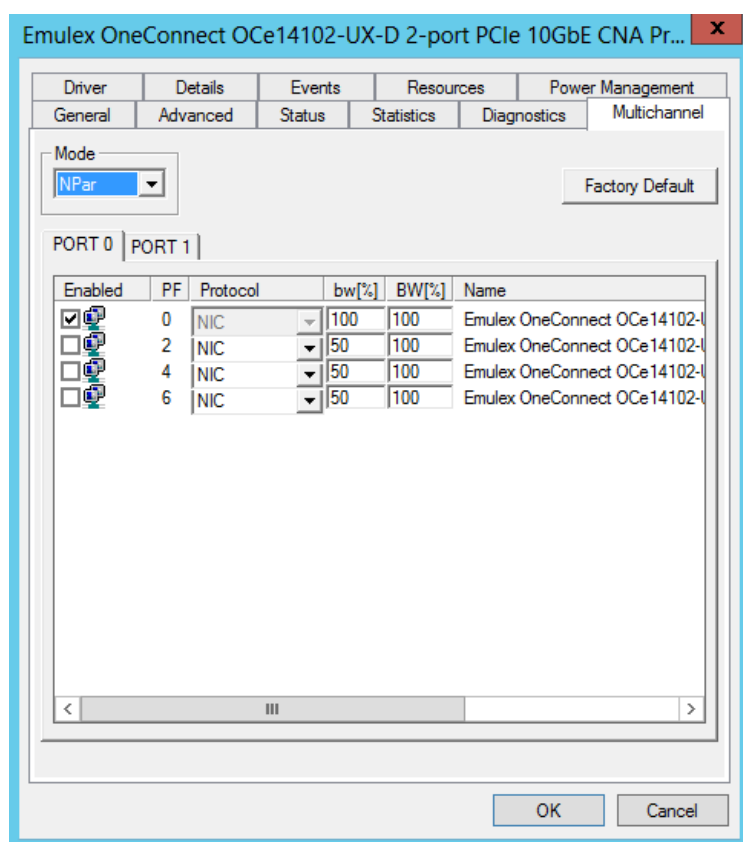 Emulex OneConnect OCe14102-UX-D 2-port PCIe 10GbE CNA Pr... x
Driver Details Events Resources Power Management
General Advanced Status Statistics Diagnostics Multichannel
Mode
NPar
Factory Default
PORT 0 PORT 1
Enabled PF Protocol bw[%] BW[%] Name
0 NIC 100 100 Emulex OneConnect OCe14102-U
2 NIC 50 100 Emulex OneConnect OCe14102-U
4 NIC 50 100 Emulex OneConnect OCe14102-U
6 NIC 50 100 Emulex OneConnect OCe14102-U
OK Cancel